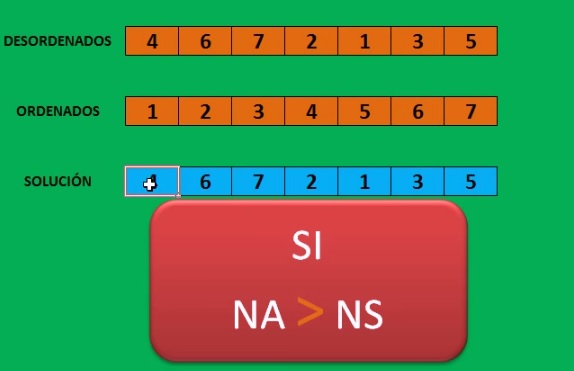 DESORDENADOS 4 6 7 2 1 3 5
ORDENADOS 1 2 3 4 5 6 7
SOLUCIÓN 6 7 2 1 3 5
SI
NA > NS